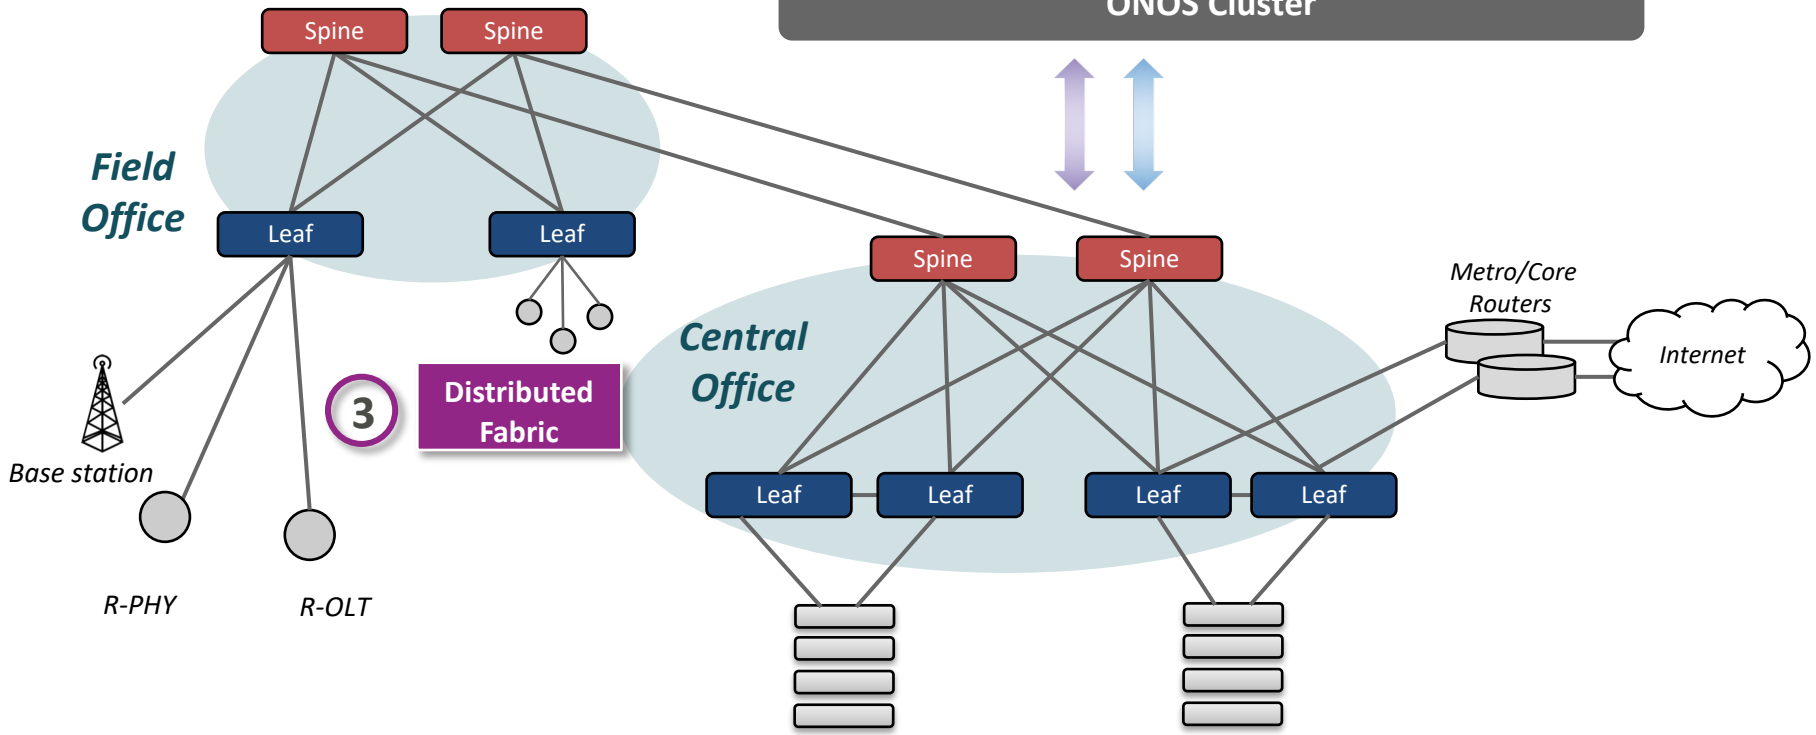 ONOS Cluster
Spine
Spine
Field
Office
Leaf
Leaf
Spine
Spine
Metro/Core
Routers
Internet
Central
Office
3
Distributed
Fabric
Base station
Leaf
Leaf
Leaf
Leaf
R-PHY
R-OLT